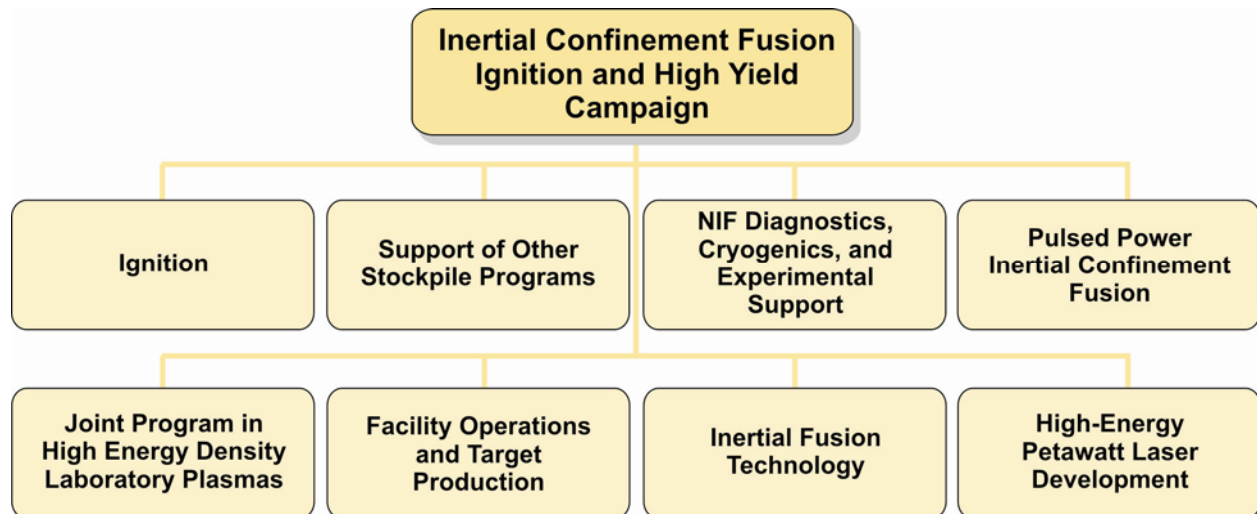 Inertial Confinement Fusion
Ignition and High Yield
Campaign
Ignition
Support of Other
Stockpile Programs
NIF Diagnostics,
Cryogenics, and
Experimental
Support
Pulsed Power
Inertial Confinement
Fusion
Joint Program in
High Energy Density
Laboratory Plasmas
Facility Operations
and Target
Production
Inertial Fusion
Technology
High-Energy
Petawatt Laser
Development